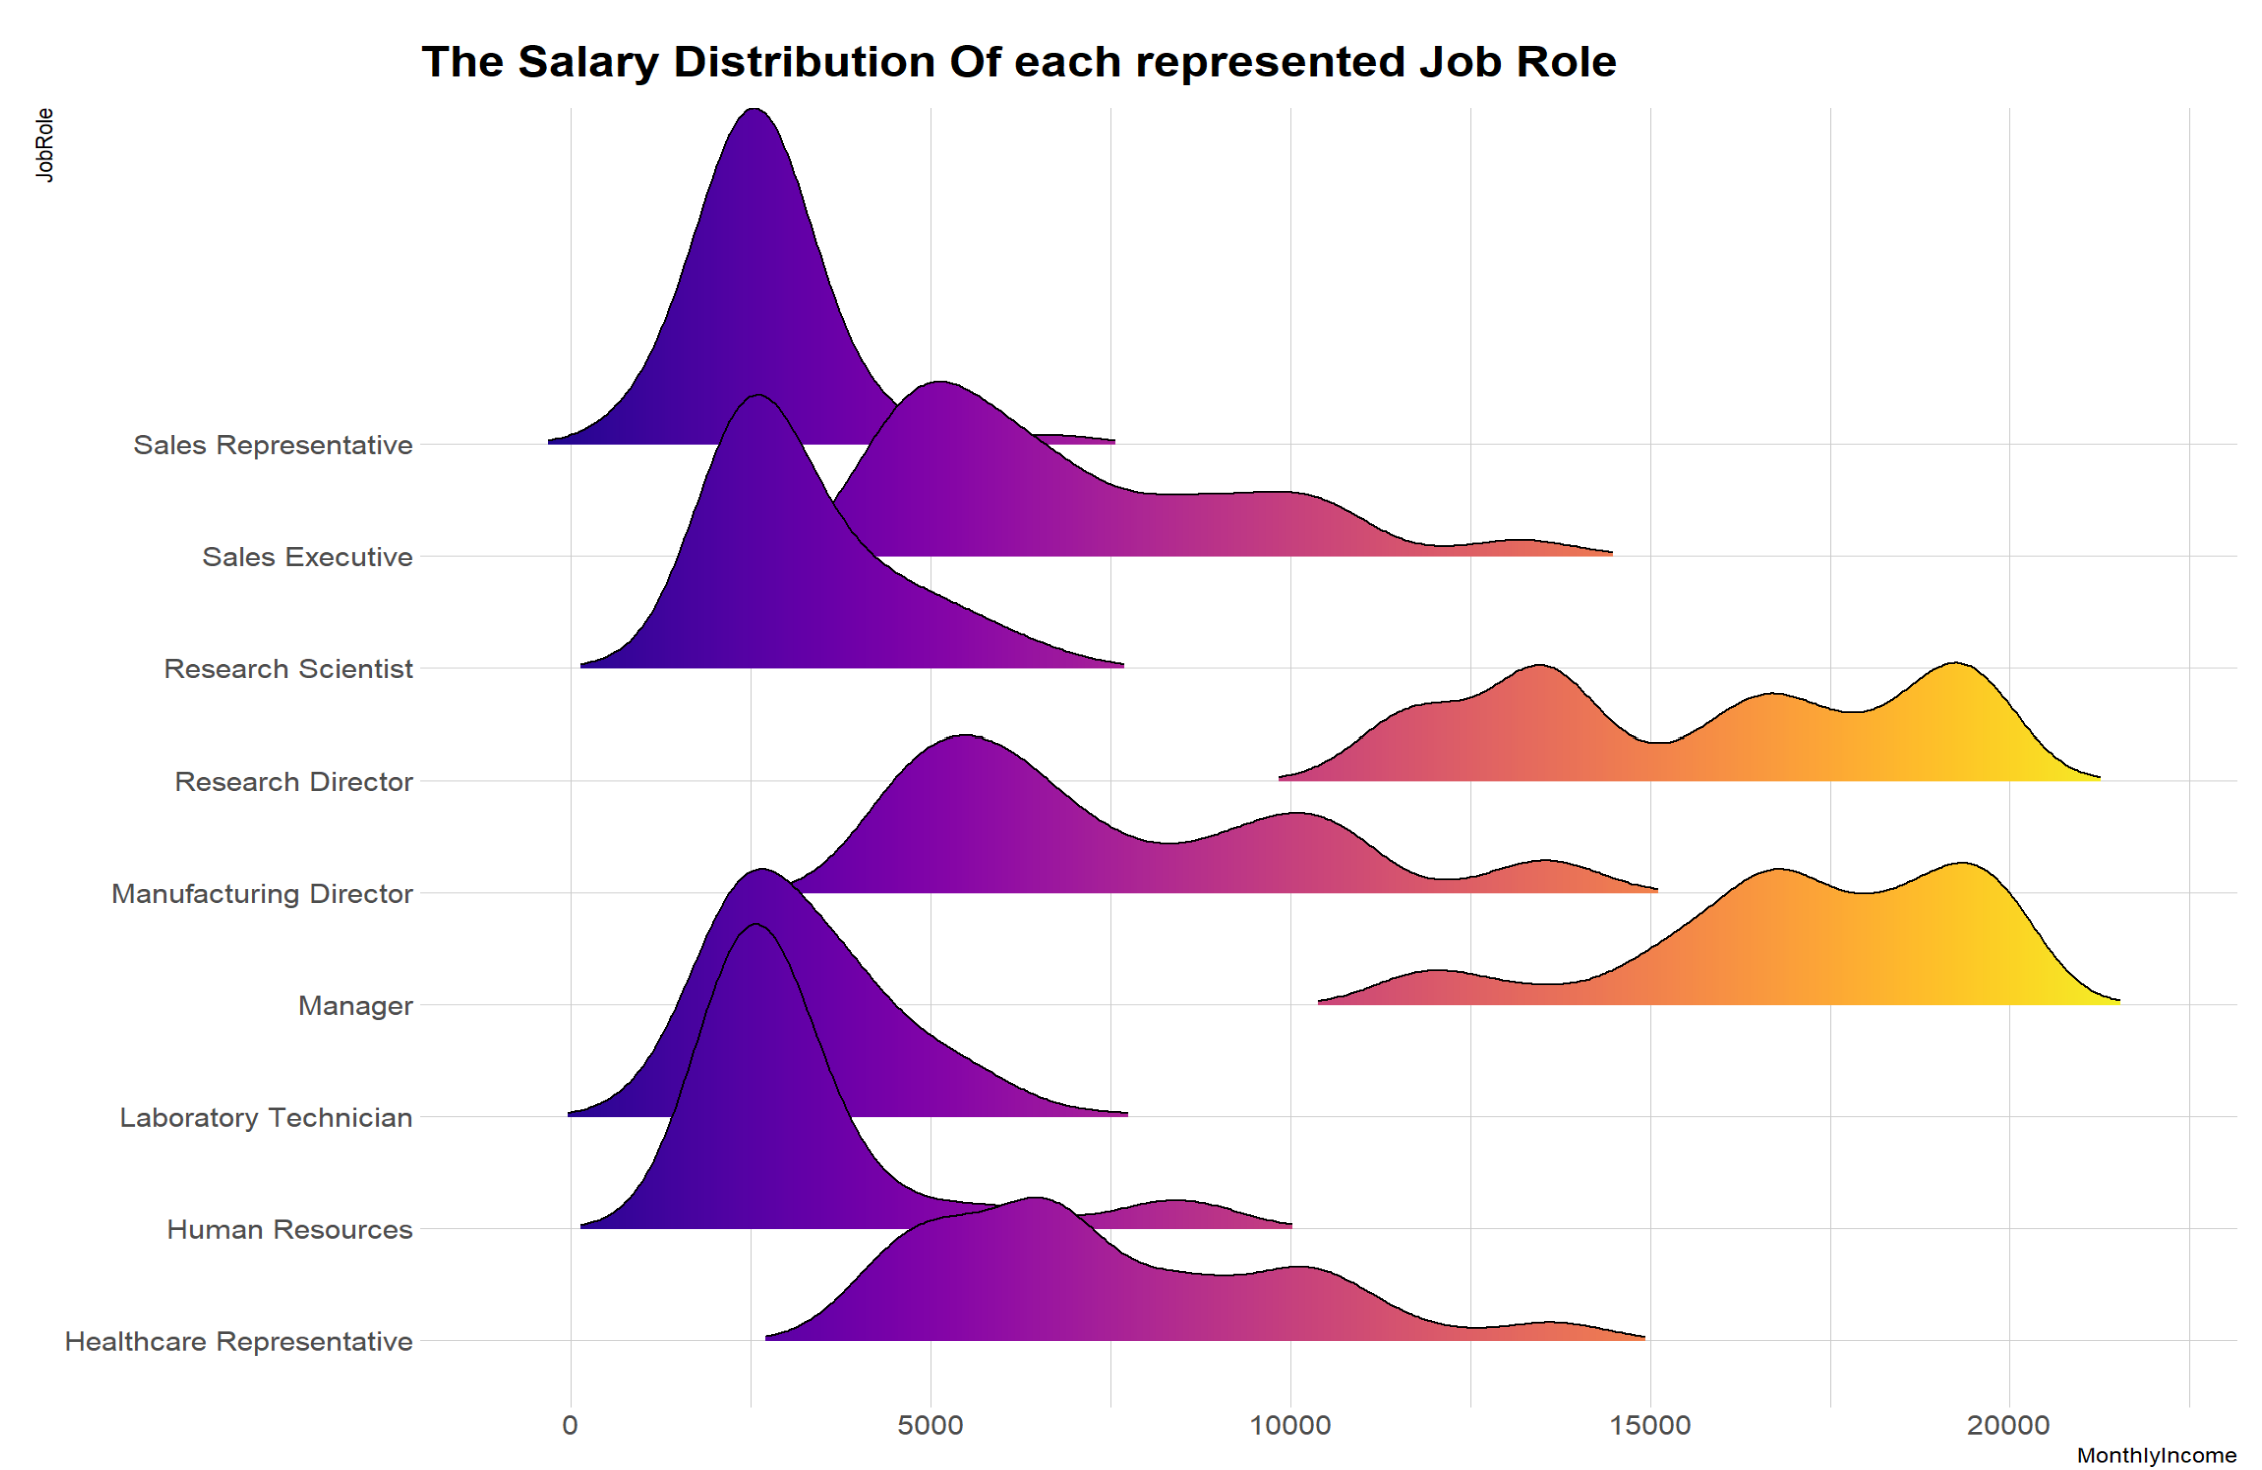 The Salary Distribution Of each represented Job Role
JobRole
Sales Representative
Sales Executive
Research Scientist
Research Director
Manufacturing Director
Manager
Laboratory Technician
Human Resources
Healthcare Representative
0 5000 10000 15000 20000
MonthlyIncome